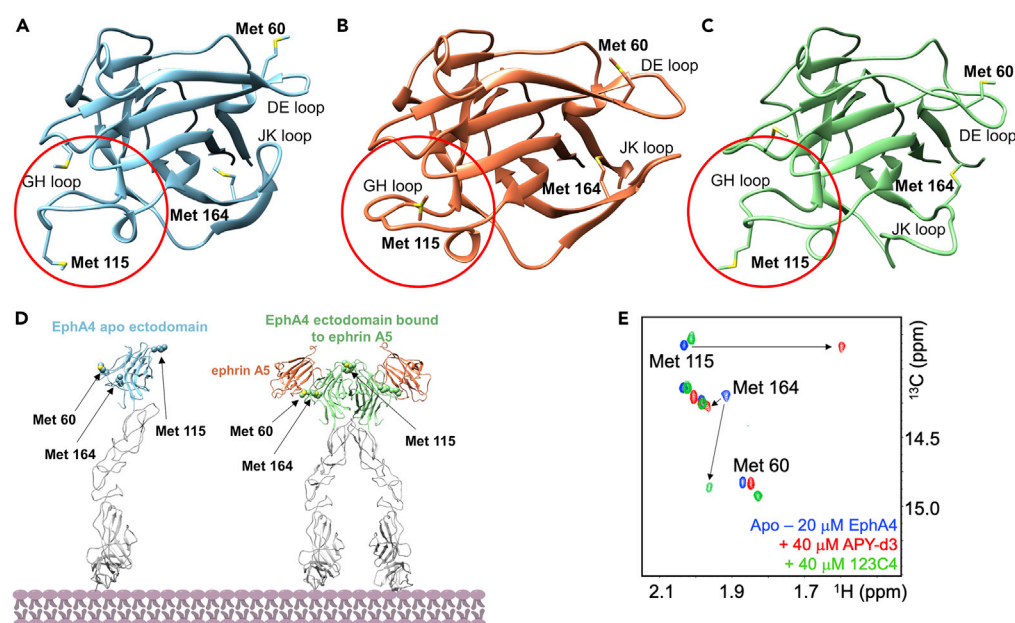 A
Met 60
DE loop
JK loop
GH loop
Met 164
Met 115
B
Met 60
DE loop
JK loop
GH loop
Met 164
Met 115
C
Met 60
DE loop
GH loop
Met 164
JK loop
Met 115
D
EphA4 apo ectodomain
Met 60
Met 164
Met 115
EphA4 ectodomain bound
to ephrin A5
ephrin A5
Met 60
Met 164
Met 115
E
Met 115
Met 164
Met 60
Apo – 20 μM EphA4
+ 40 μM APY-d3
+ 40 μM 123C4
14.5
15.0
¹³C (ppm)
2.1 1.9 1.7 ¹H (ppm)